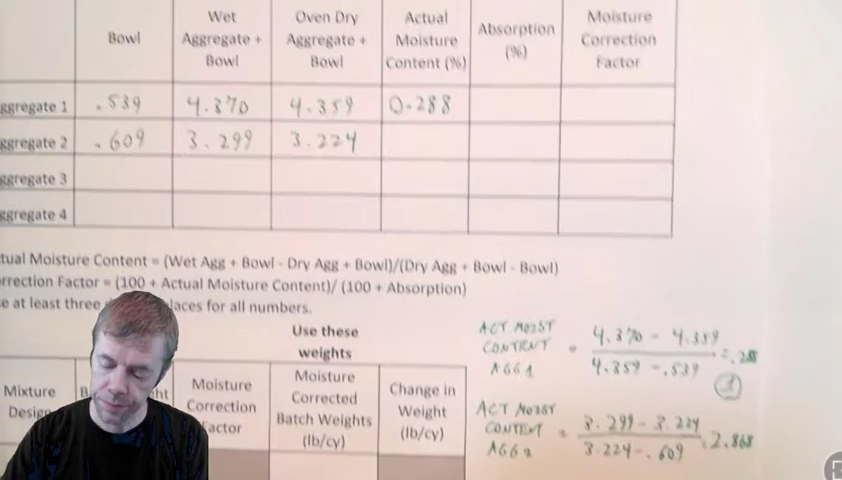 Bowl
Wet
Aggregate +
Bowl
Oven Dry
Aggregate +
Bowl
Actual
Moisture
Content (%)
Absorption
(%)
Moisture
Correction
Factor
ggregate 1 .539 4.370 4.359 0.288
ggregate 2 .609 3.299 3.224
ggregate 3
ggregate 4
tual Moisture Content = (Wet Agg + Bowl - Dry Agg + Bowl)/(Dry Agg + Bowl - Bowl)
rrection Factor = (100 + Actual Moisture Content)/ (100 + Absorption)
e at least three laces for all numbers.
Use these
weights
Mixture
Design
ht
Moisture
Correction
actor
Moisture
Corrected
Batch Weights
(lb/cy)
Change in
Weight
(lb/cy)
ACT MOIST
CONTENT
AGG 1
=
4.370 - 4.359
4.359 - .539
1
ACT MOIST
CONTENT
AGG 2
=
3.299 - 3.224
3.224 - .609
= 2.868